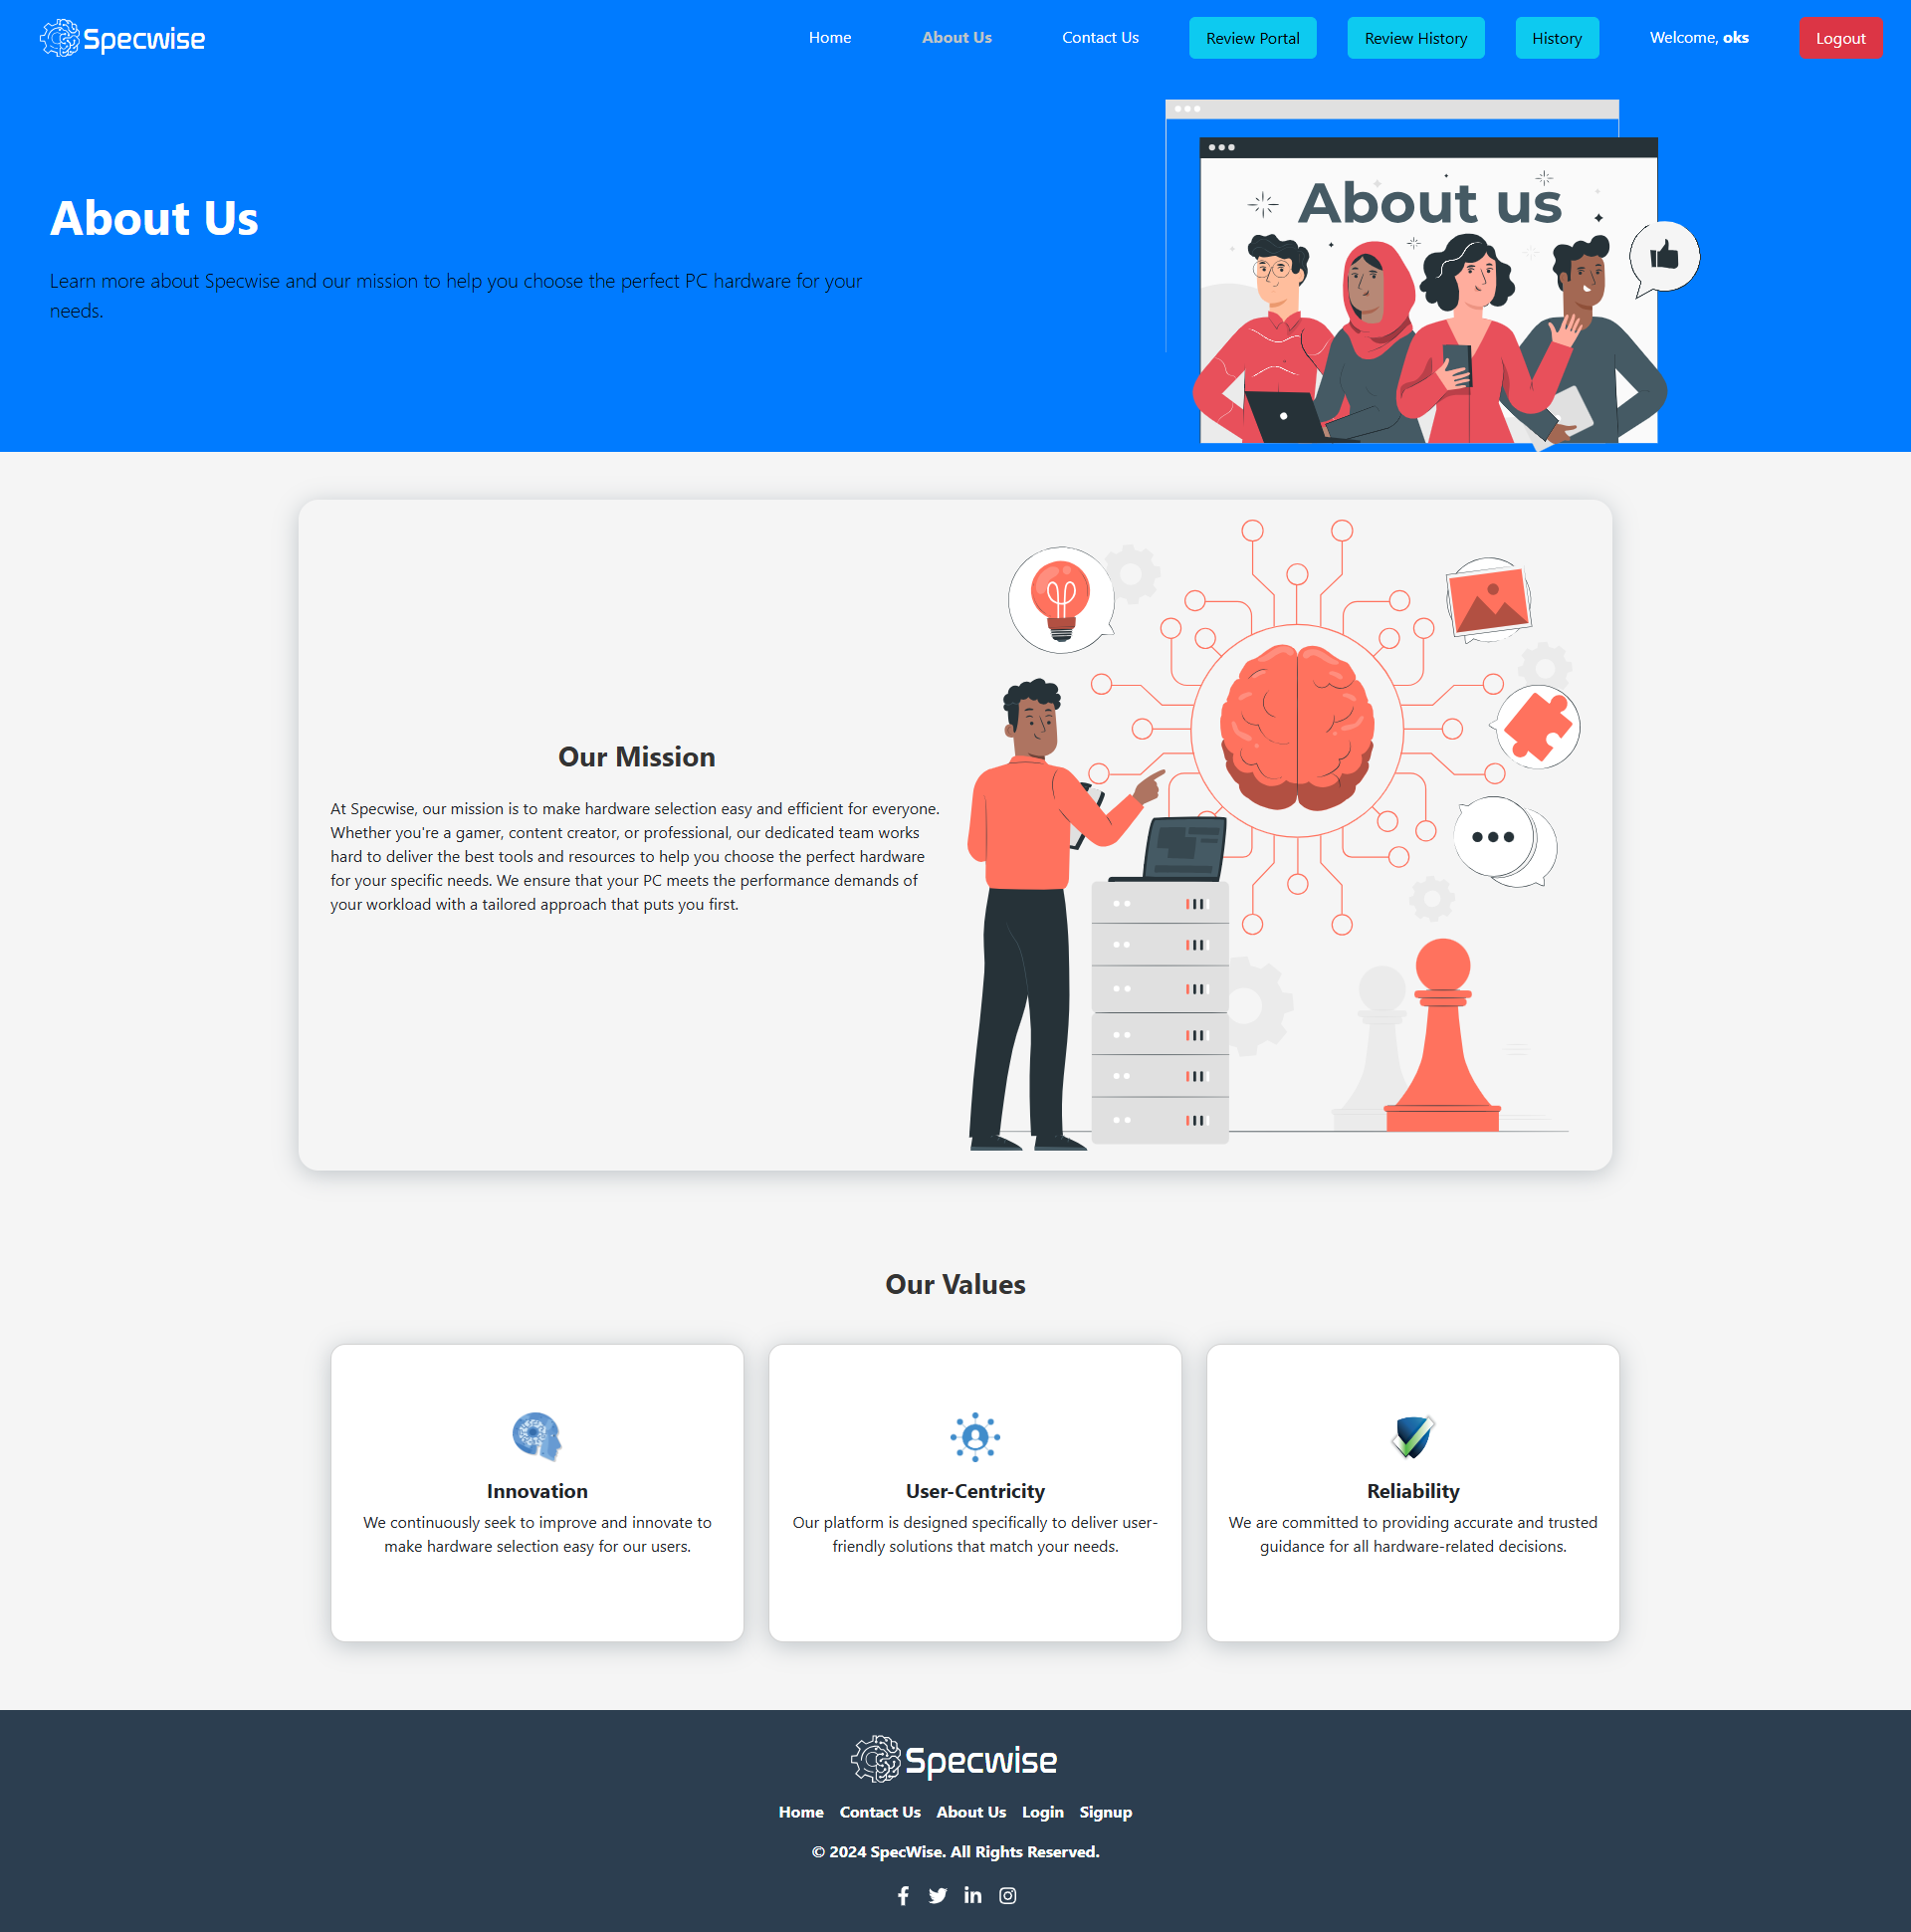 Specwise
Home
About Us
Contact Us
Review Portal
Review History
History
Welcome, oks
Logout
About Us
Learn more about Specwise and our mission to help you choose the perfect PC hardware for your
needs.
About us
Our Mission
At Specwise, our mission is to make hardware selection easy and efficient for everyone.
Whether you're a gamer, content creator, or professional, our dedicated team works
hard to deliver the best tools and resources to help you choose the perfect hardware
for your specific needs. We ensure that your PC meets the performance demands of
your workload with a tailored approach that puts you first.
Our Values
Innovation
We continuously seek to improve and innovate to
make hardware selection easy for our users.
User-Centricity
Our platform is designed specifically to deliver user-
friendly solutions that match your needs.
Reliability
We are committed to providing accurate and trusted
guidance for all hardware-related decisions.
Specwise
Home Contact Us About Us Login Signup
© 2024 SpecWise. All Rights Reserved.